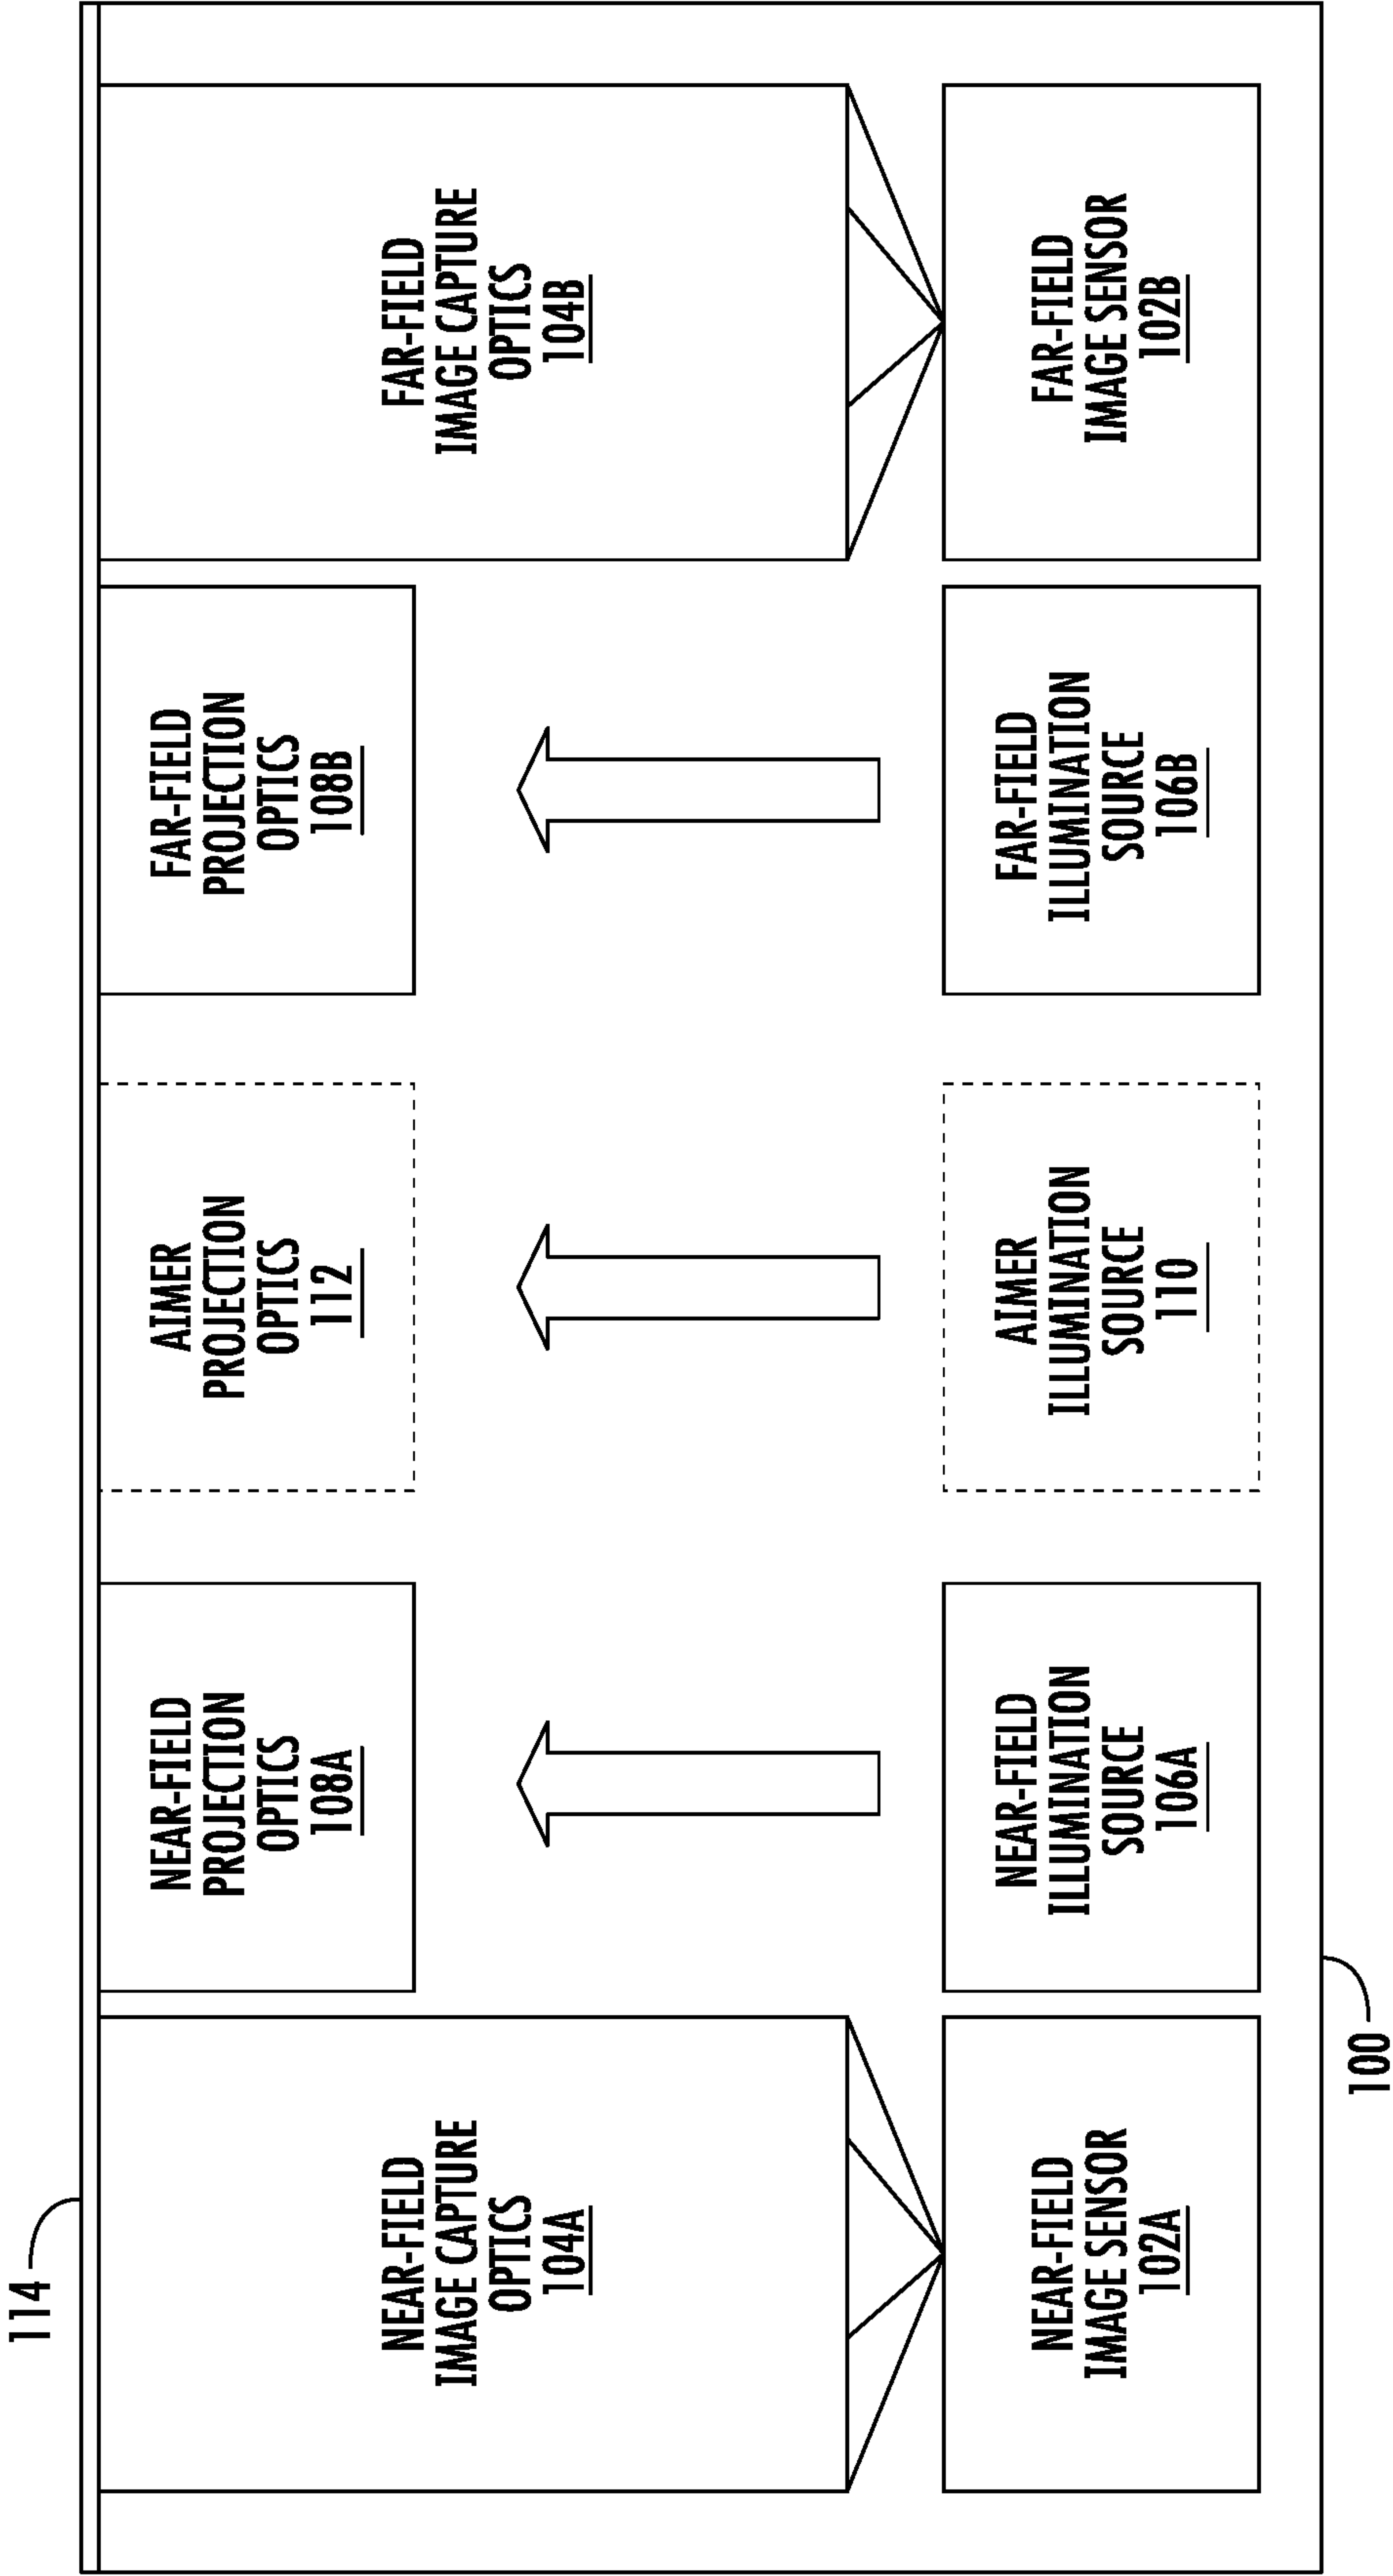 114
NEAR-FIELD
IMAGE CAPTURE
OPTICS
104A
NEAR-FIELD
PROJECTION
OPTICS
108A
AIMER
PROJECTION
OPTICS
112
FAR-FIELD
PROJECTION
OPTICS
108B
FAR-FIELD
IMAGE CAPTURE
OPTICS
104B
NEAR-FIELD
IMAGE SENSOR
102A
NEAR-FIELD
ILLUMINATION
SOURCE
106A
AIMER
ILLUMINATION
SOURCE
110
FAR-FIELD
ILLUMINATION
SOURCE
106B
FAR-FIELD
IMAGE SENSOR
102B
100